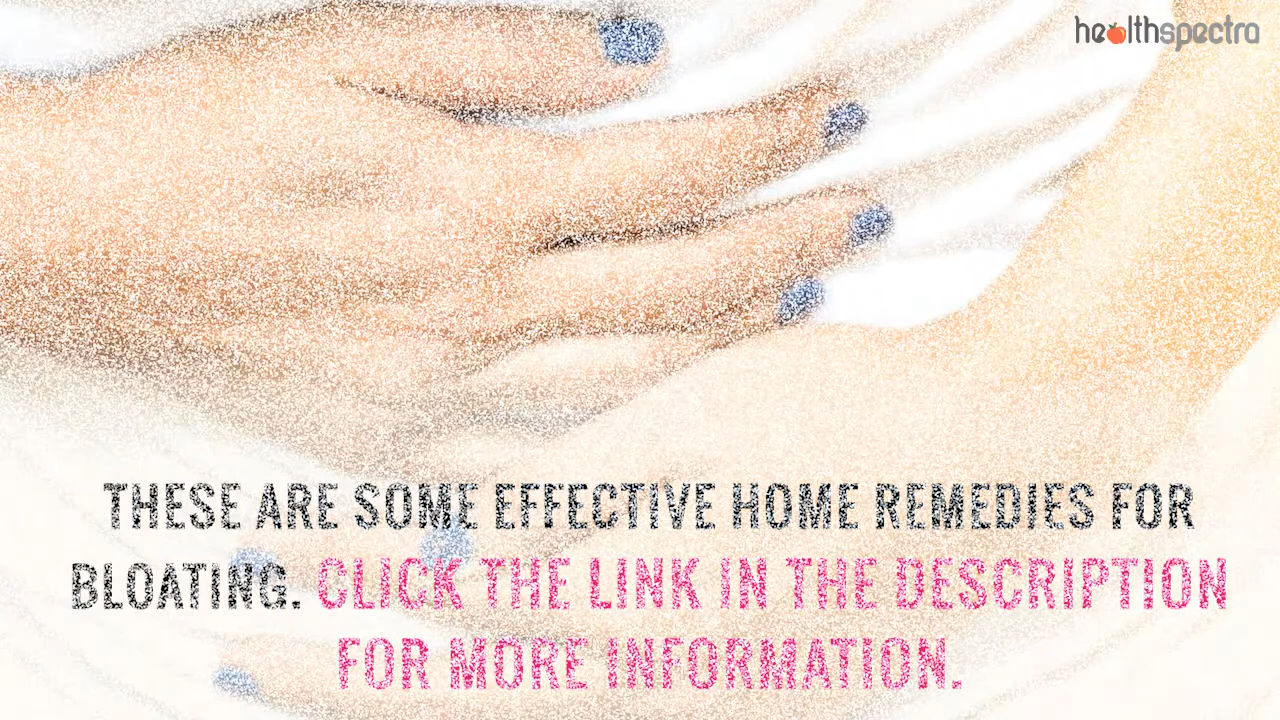 healthspectra
THESE ARE SOME EFFECTIVE HOME REMEDIES FOR
BLOATING. CLICK THE LINK IN THE DESCRIPTION
FOR MORE INFORMATION.